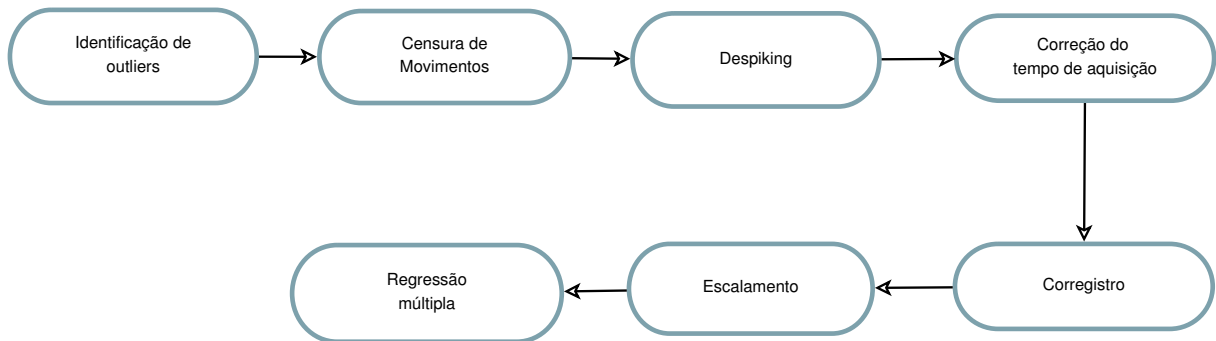 Identificação de
outliers
Censura de
Movimentos
Despiking
Correção do
tempo de aquisição
Corregistro
Escalamento
Regressão
múltipla